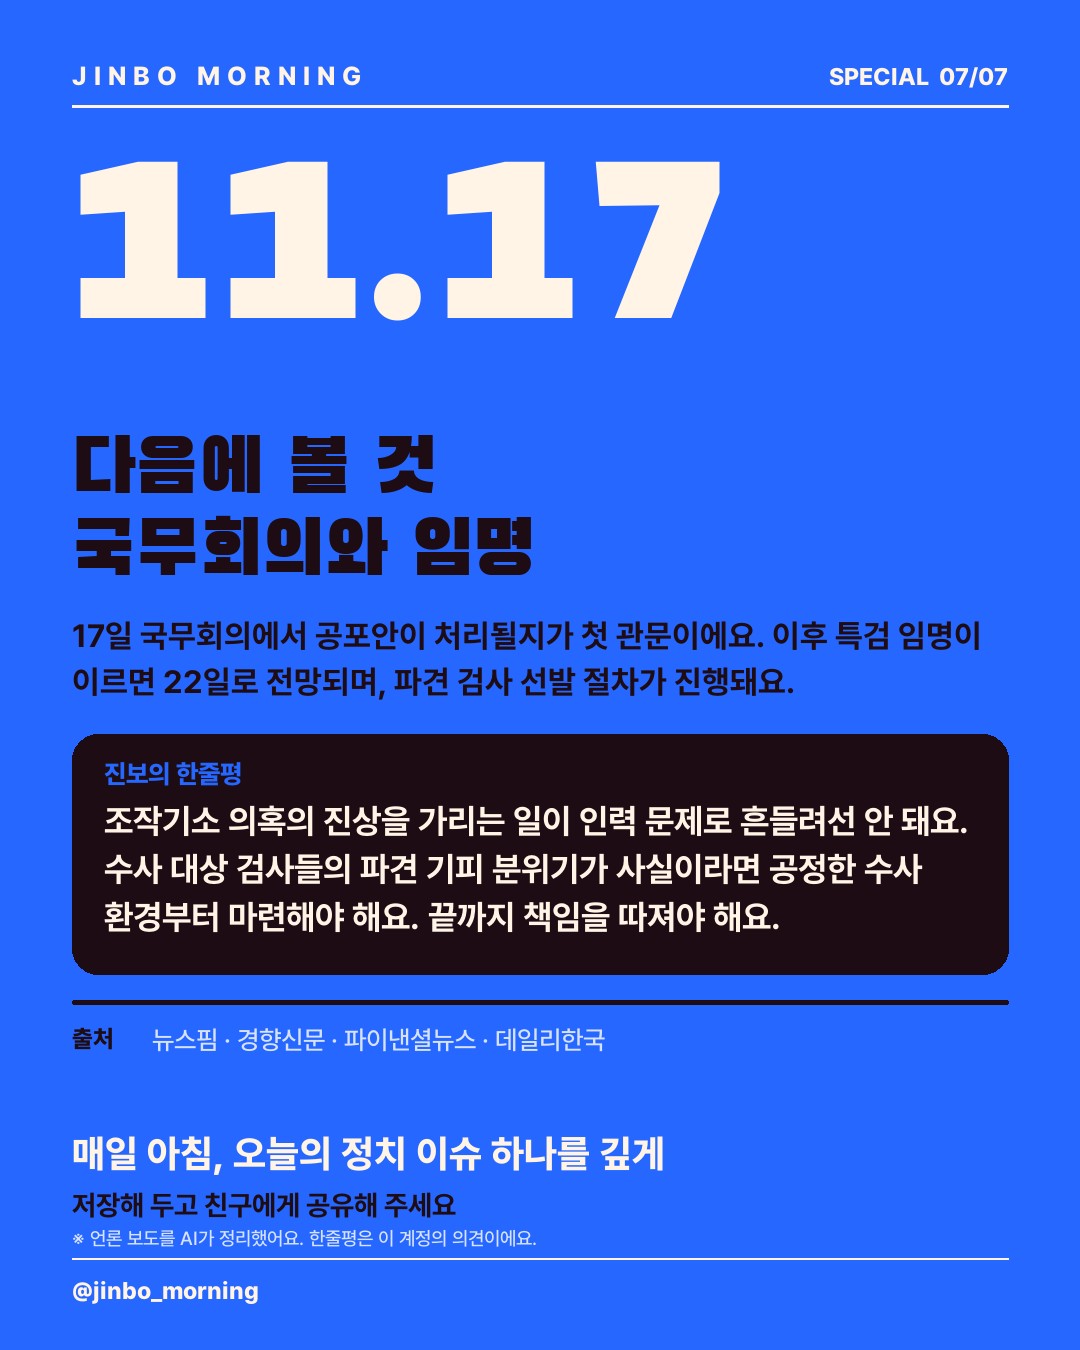 JINBO MORNING
SPECIAL 07/07
11.17
다음에 볼 것
국무회의와 임명
17일 국무회의에서 공포안이 처리될지가 첫 관문이에요. 이후 특검 임명이
이르면 22일로 전망되며, 파견 검사 선발 절차가 진행돼요.
진보의 한줄평
조작기소 의혹의 진상을 가리는 일이 인력 문제로 흔들려선 안 돼요.
수사 대상 검사들의 파견 기피 분위기가 사실이라면 공정한 수사
환경부터 마련해야 해요. 끝까지 책임을 따져야 해요.
출처 뉴스핌 · 경향신문 · 파이낸셜뉴스 · 데일리한국
매일 아침, 오늘의 정치 이슈 하나를 깊게
저장해 두고 친구에게 공유해 주세요
※ 언론 보도를 AI가 정리했어요. 한줄평은 이 계정의 의견이에요.
@jinbo_morning